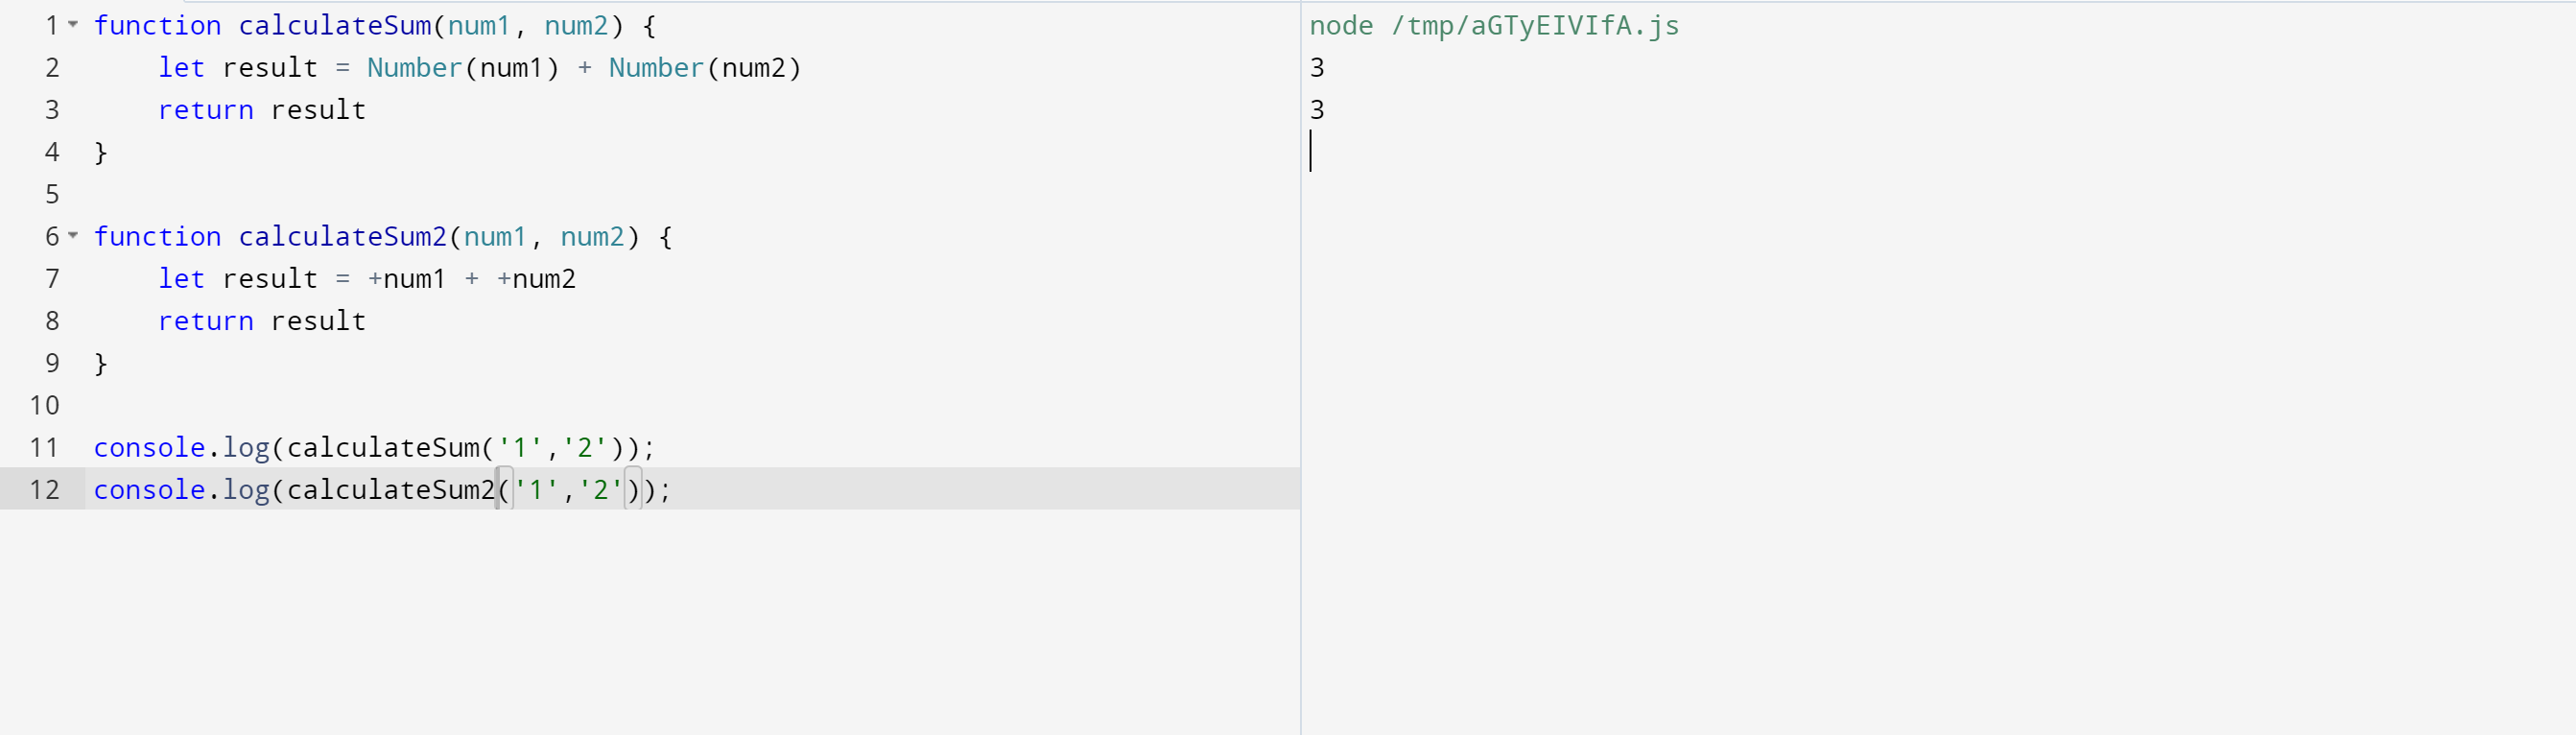 1 function calculateSum(num1, num2) {
2     let result = Number(num1) + Number(num2)
3     return result
4 }
5
6 function calculateSum2(num1, num2) {
7     let result = +num1 + +num2
8     return result
9 }
10
11 console.log(calculateSum('1','2'));
12 console.log(calculateSum2('1','2'));
node /tmp/aGTyEIVIfA.js
3
3